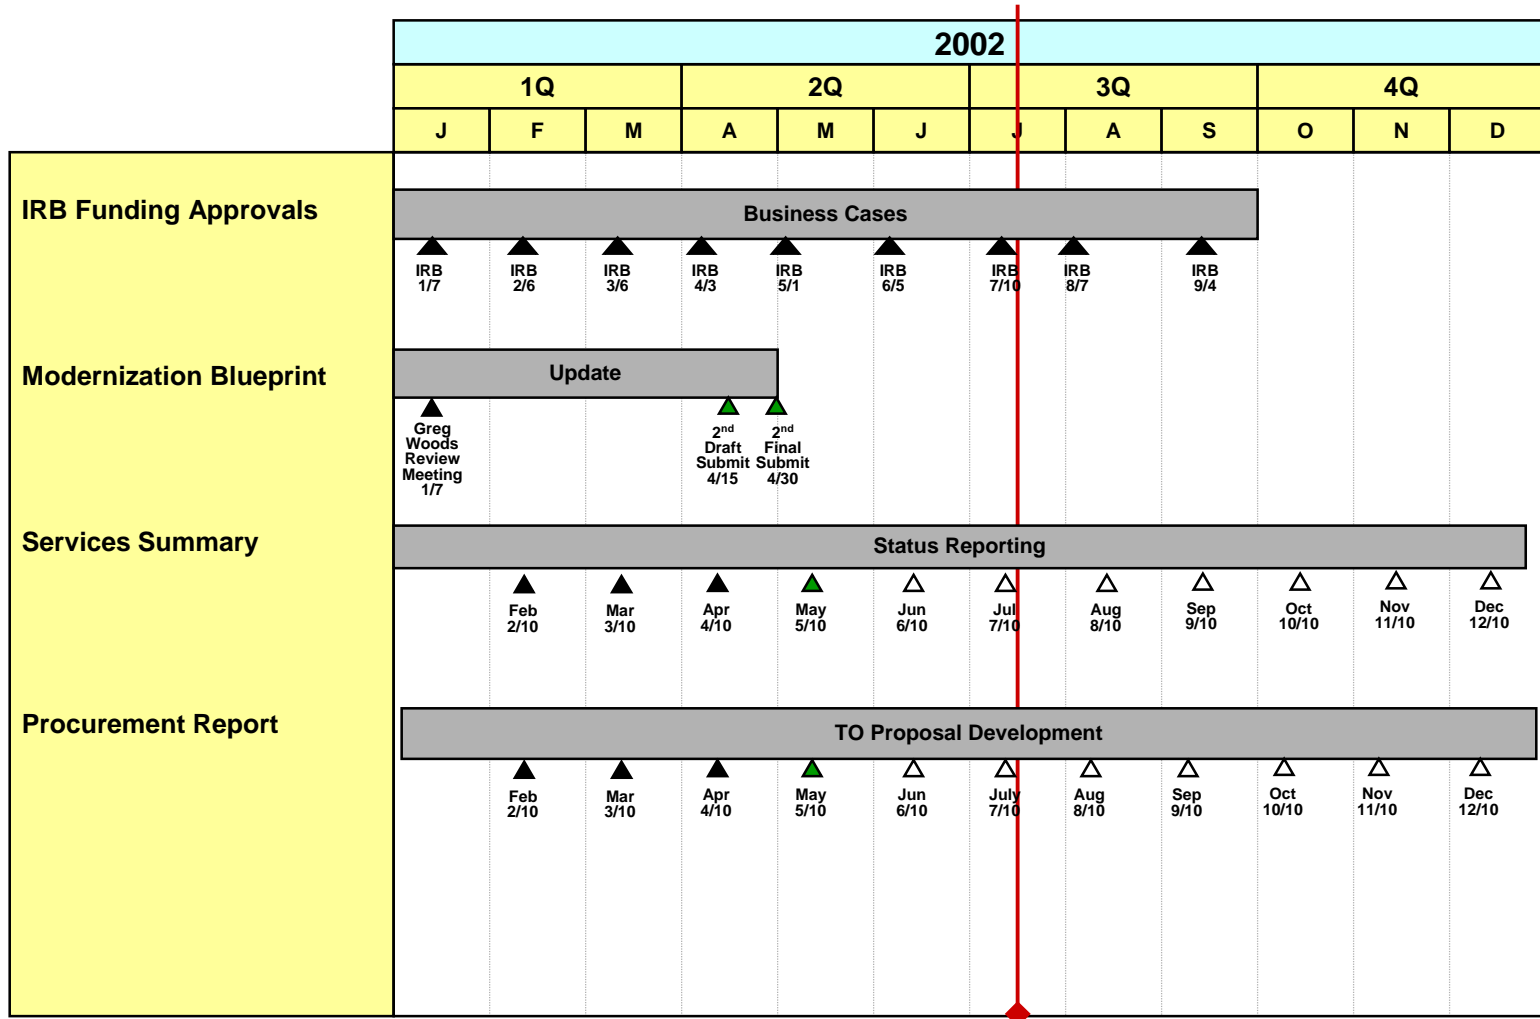 2002
1Q 2Q 3Q 4Q
J F M A M J J A S O N D
IRB Funding Approvals
Business Cases
IRB IRB IRB IRB IRB IRB IRB IRB IRB
1/7 2/6 3/6 4/3 5/1 6/5 7/10 8/7 9/4
Modernization Blueprint
Update
Greg
Woods
Review
Meeting
1/7
2nd
Draft
Submit
4/15
2nd
Final
Submit
4/30
Services Summary
Status Reporting
Feb Mar Apr May Jun Jul Aug Sep Oct Nov Dec
2/10 3/10 4/10 5/10 6/10 7/10 8/10 9/10 10/10 11/10 12/10
Procurement Report
TO Proposal Development
Feb Mar Apr May Jun July Aug Sep Oct Nov Dec
2/10 3/10 4/10 5/10 6/10 7/10 8/10 9/10 10/10 11/10 12/10